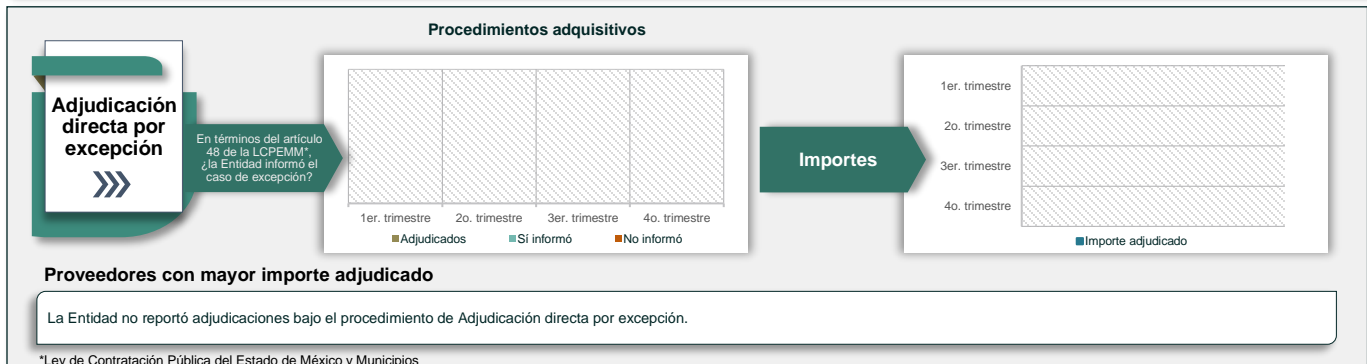 Procedimientos adquisitivos
Adjudicación
directa por
excepción
En términos del artículo
48 de la LCPEMM*,
¿la Entidad informó el
caso de excepción?
1er. trimestre 2o. trimestre 3er. trimestre 4o. trimestre
Adjudicados Sí informó No informó
Importes
1er. trimestre
2o. trimestre
3er. trimestre
4o. trimestre
Importe adjudicado
Proveedores con mayor importe adjudicado
La Entidad no reportó adjudicaciones bajo el procedimiento de Adjudicación directa por excepción.
*Ley de Contratación Pública del Estado de México y Municipios